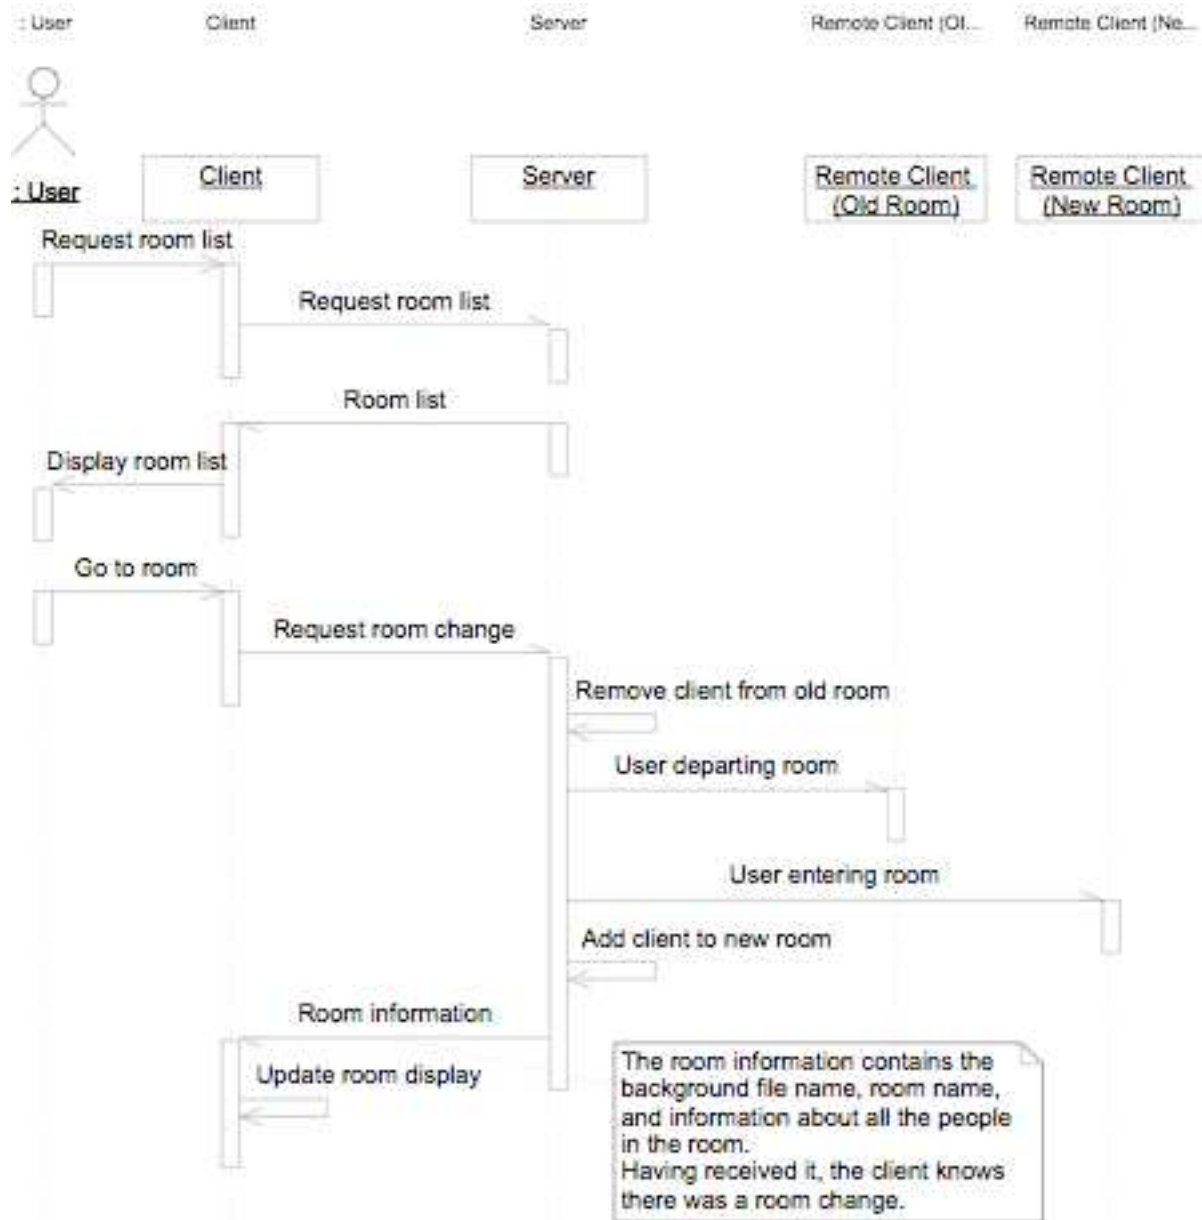 : User
Client
Server
Remote Client (Ol...
Remote Client (Ne...
: User
Client
Server
Remote Client
(Old Room)
Remote Client
(New Room)
Request room list
Request room list
Room list
Display room list
Go to room
Request room change
Remove client from old room
User departing room
User entering room
Add client to new room
Room information
Update room display
The room information contains the
background file name, room name,
and information about all the people
in the room.
Having received it, the client knows
there was a room change.